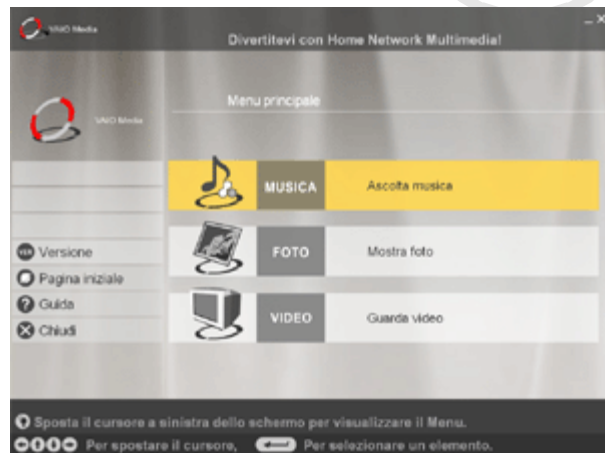 VAIO Media
Divertitevi con Home Network Multimedia!
VAIO Media
Menu principale
MUSICA Ascolta musica
FOTO Mostra foto
VIDEO Guarda video
VER Versione
Pagina iniziale
? Guida
Chiudi
Sposta il cursore a sinistra dello schermo per visualizzare il Menu.
Per spostare il cursore, Per selezionare un elemento.